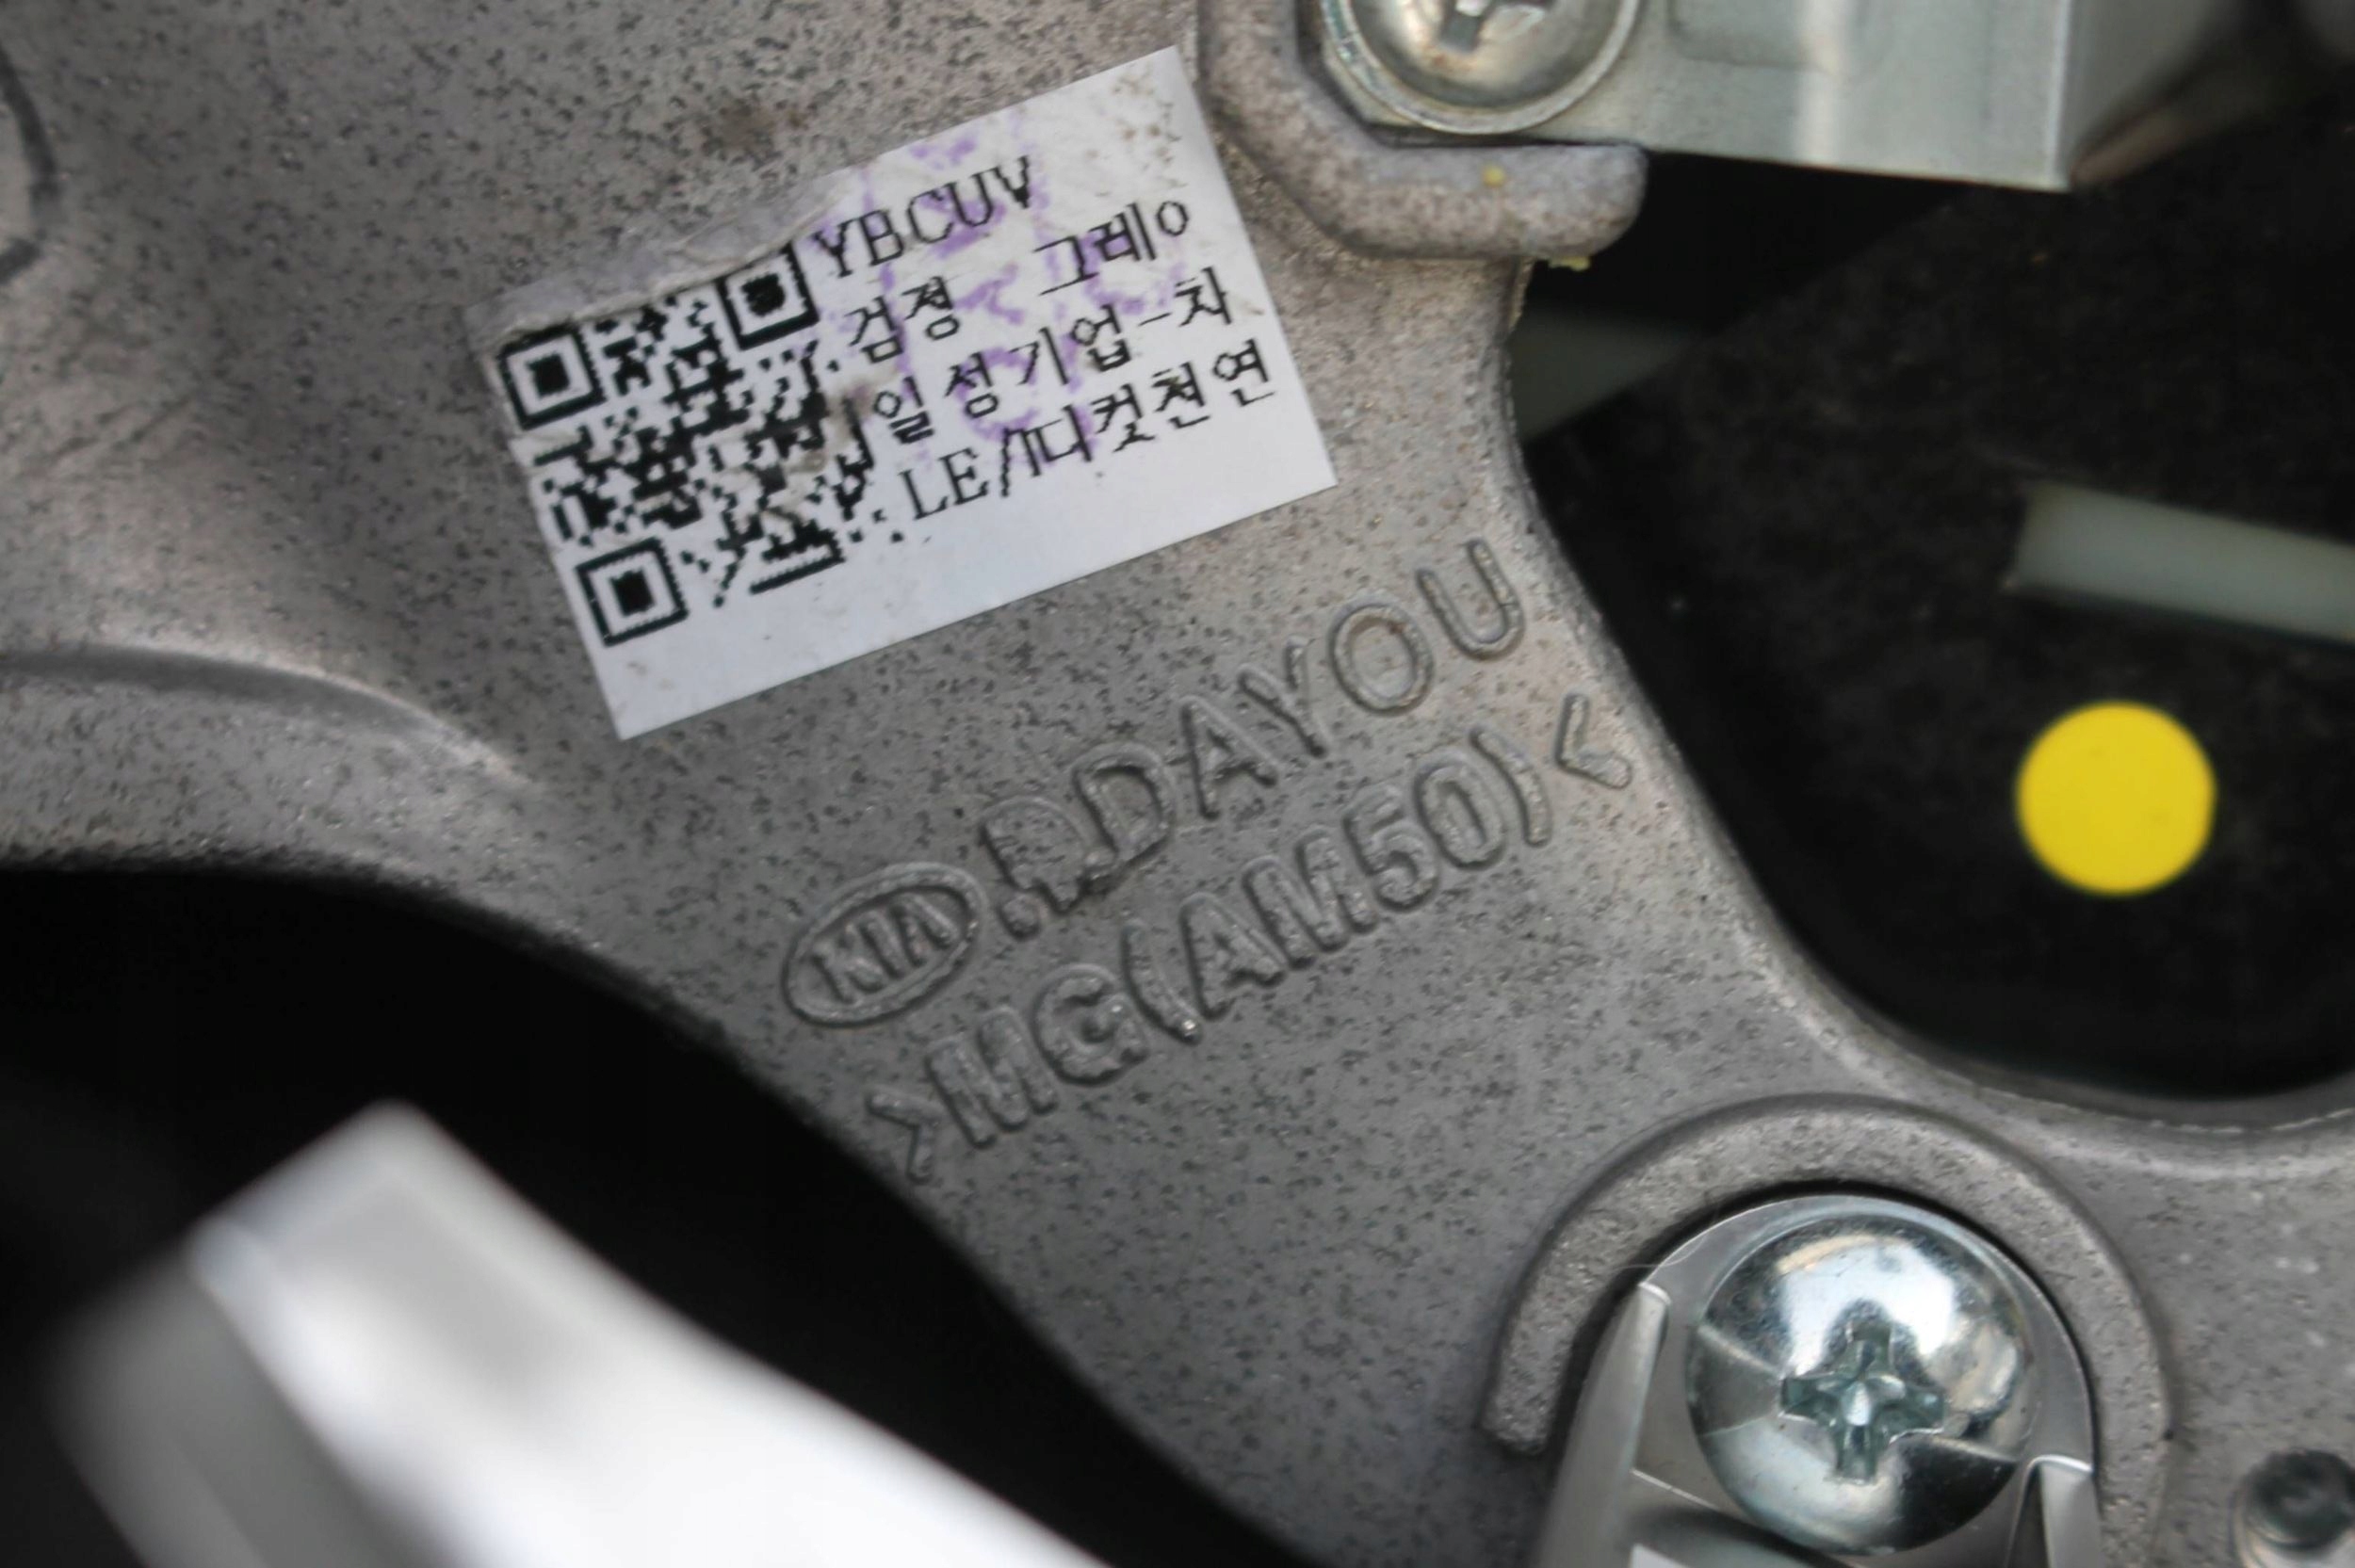 YBCUV
검정 그레이
일성기업-차
LE/디컷천연
KIA DAYOU
>MG(AM50)<